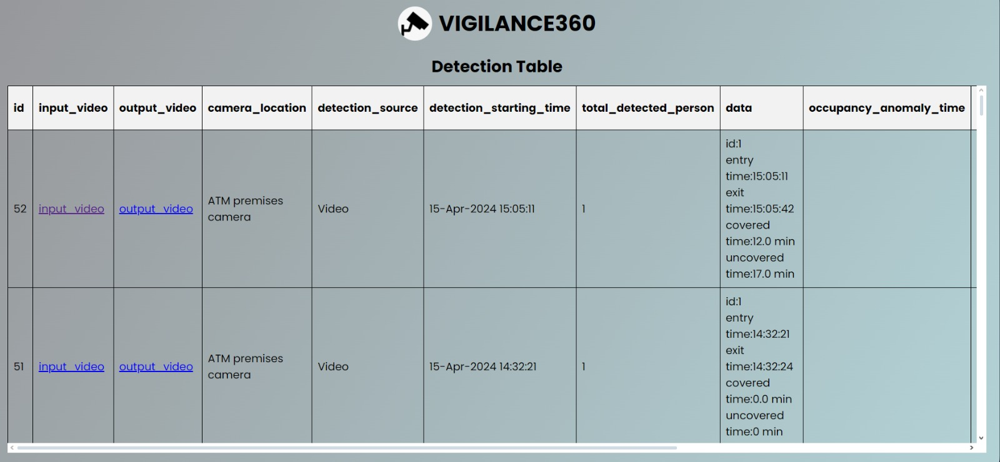 VIGILANCE360
Detection Table
id input_video output_video camera_location detection_source detection_starting_time total_detected_person data occupancy_anomaly_time
52 input_video output_video ATM premises camera Video 15-Apr-2024 15:05:11 1
id:1
entry
time:15:05:11
exit
time:15:05:42
covered
time:12.0 min
uncovered
time:17.0 min
51 input_video output_video ATM premises camera Video 15-Apr-2024 14:32:21 1
id:1
entry
time:14:32:21
exit
time:14:32:24
covered
time:0.0 min
uncovered
time:0 min